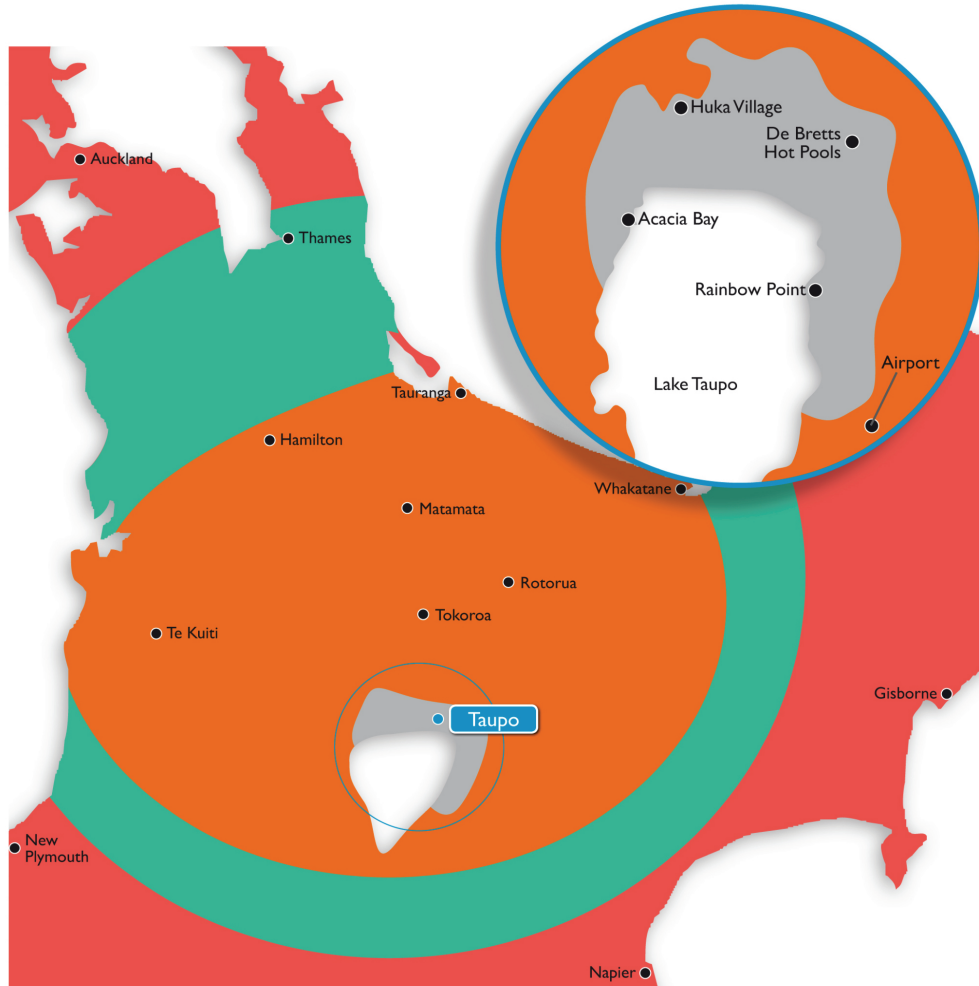 Huka Village
De Bretts
Hot Pools
Auckland
Acacia Bay
Thames
Rainbow Point
Airport
Lake Taupo
Tauranga
Hamilton
Whakatane
Matamata
Rotorua
Tokoroa
Te Kuiti
Gisborne
Taupo
New
Plymouth
Napier